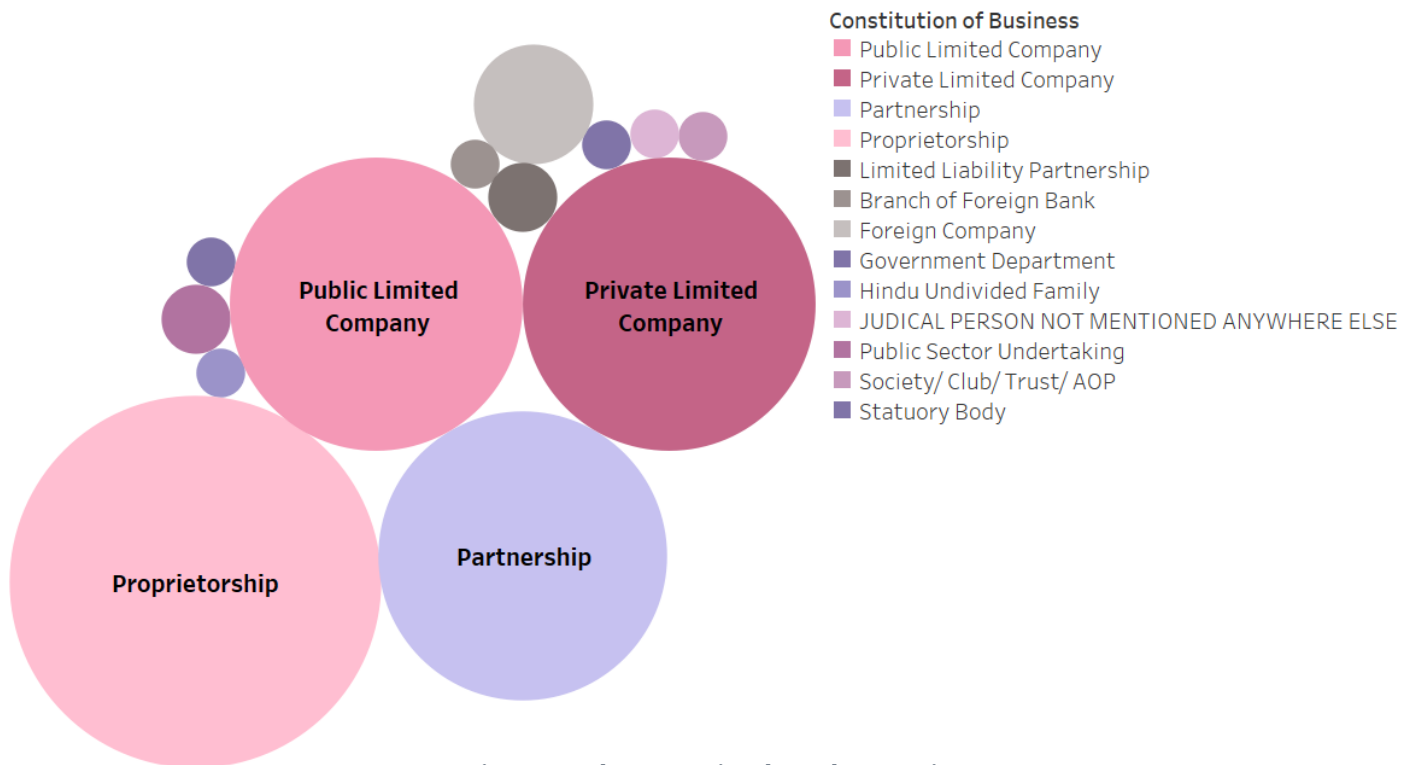 Constitution of Business
Public Limited Company
Private Limited Company
Partnership
Proprietorship
Limited Liability Partnership
Branch of Foreign Bank
Foreign Company
Government Department
Hindu Undivided Family
JUDICAL PERSON NOT MENTIONED ANYWHERE ELSE
Public Sector Undertaking
Society/ Club/ Trust/ AOP
Statuory Body
Public Limited
Company
Private Limited
Company
Partnership
Proprietorship